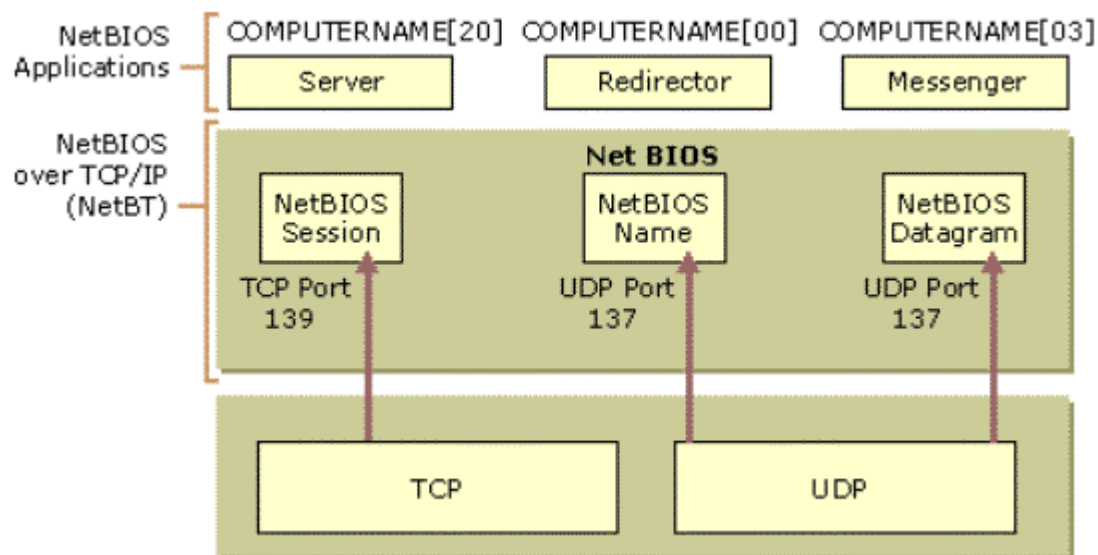 NetBIOS
Applications
COMPUTERNAME[20] COMPUTERNAME[00] COMPUTERNAME[03]
Server Redirector Messenger
NetBIOS
over TCP/IP
(NetBT)
Net BIOS
NetBIOS
Session
NetBIOS
Name
NetBIOS
Datagram
TCP Port
139
UDP Port
137
UDP Port
137
TCP UDP